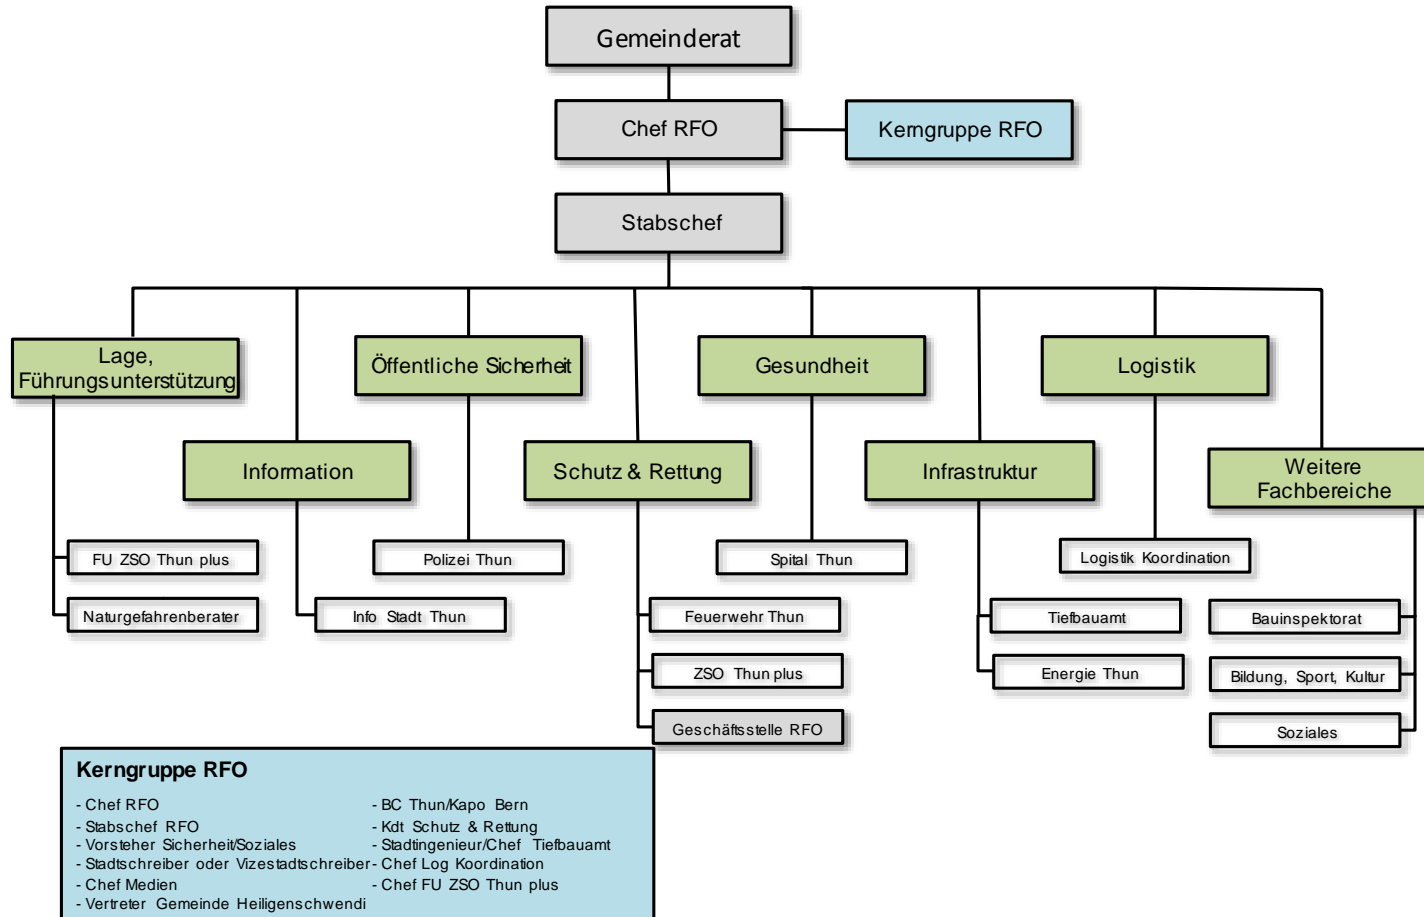 Gemeinderat
Chef RFO
Kerngruppe RFO
Stabschef
Lage,
Führungsunterstützung
Öffentliche Sicherheit
Gesundheit
Logistik
Information
Schutz & Rettung
Infrastruktur
Weitere
Fachbereiche
FU ZSO Thun plus
Polizei Thun
Spital Thun
Logistik Koordination
Naturgefahrenberater
Info Stadt Thun
Feuerwehr Thun
Tiefbauamt
Bauinspektorat
ZSO Thun plus
Energie Thun
Bildung, Sport, Kultur
Geschäftsstelle RFO
Soziales
Kerngruppe RFO
- Chef RFO
- Stabschef RFO
- Vorsteher Sicherheit/Soziales
- Stadtschreiber oder Vizestadtschreiber
- Chef Medien
- Vertreter Gemeinde Heiligenschwendi
- BC Thun/Kapo Bern
- Kdt Schutz & Rettung
- Stadtingenieur/Chef Tiefbauamt
- Chef Log Koordination
- Chef FU ZSO Thun plus